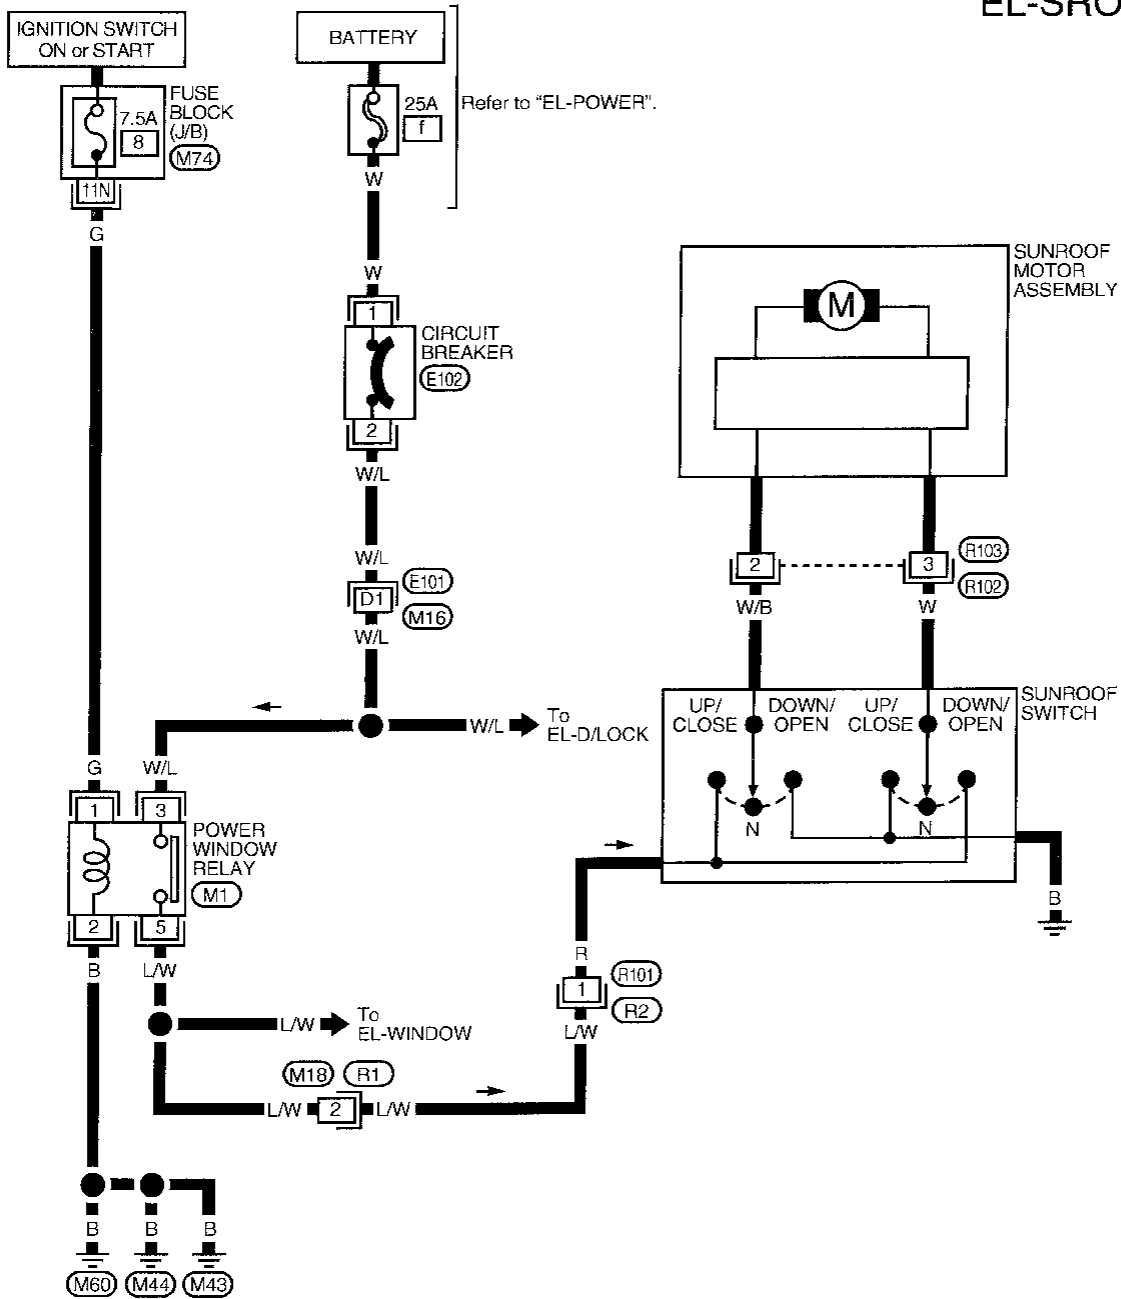 EL-SRO
IGNITION SWITCH
ON or START
BATTERY
FUSE
BLOCK
(J/B)
M74
7.5A
8
11N
G
25A
f
Refer to "EL-POWER".
W
W
1
CIRCUIT
BREAKER
E102
2
W/L
W/L
E101
D1
M16
W/L
SUNROOF
MOTOR
ASSEMBLY
M
2
3
R103
R102
W/B
W
W/L
To
EL-D/LOCK
SUNROOF
SWITCH
UP/
CLOSE
DOWN/
OPEN
UP/
CLOSE
DOWN/
OPEN
N
N
G
W/L
1
3
POWER
WINDOW
RELAY
M1
2
5
B
L/W
B
R
1
R101
R2
L/W
L/W
To
EL-WINDOW
M18
R1
L/W
2
L/W
B
B
B
M60
M44
M43